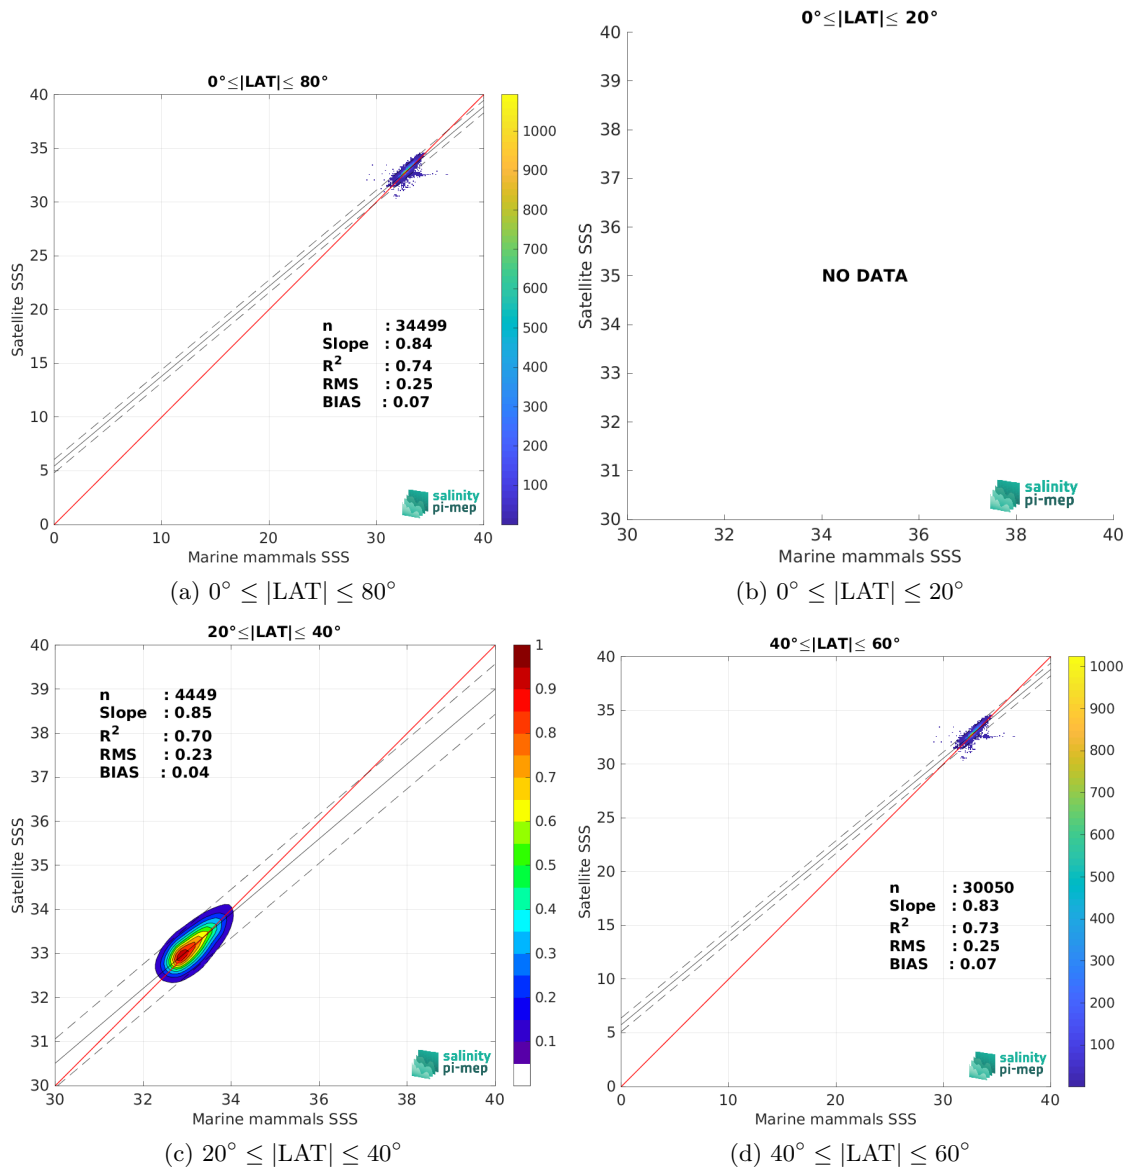 0°≤|LAT|≤ 80°
40
35
30
25
20
15
10
5
0
Satellite SSS
0
10
20
30
40
Marine mammals SSS
1000
900
800
700
600
500
400
300
200
100
n : 34499
Slope : 0.84
R² : 0.74
RMS : 0.25
BIAS : 0.07
salinity
pi-mep
(a) 0° ≤ |LAT| ≤ 80°
0°≤|LAT|≤ 20°
40
39
38
37
36
35
34
33
32
31
30
Satellite SSS
NO DATA
30
32
34
36
38
40
Marine mammals SSS
salinity
pi-mep
(b) 0° ≤ |LAT| ≤ 20°
20°≤|LAT|≤ 40°
40
39
38
37
36
35
34
33
32
31
30
Satellite SSS
n : 4449
Slope : 0.85
R² : 0.70
RMS : 0.23
BIAS : 0.04
30
32
34
36
38
40
Marine mammals SSS
1
0.9
0.8
0.7
0.6
0.5
0.4
0.3
0.2
0.1
salinity
pi-mep
(c) 20° ≤ |LAT| ≤ 40°
40°≤|LAT|≤ 60°
40
35
30
25
20
15
10
5
0
Satellite SSS
n : 30050
Slope : 0.83
R² : 0.73
RMS : 0.25
BIAS : 0.07
0
10
20
30
40
Marine mammals SSS
1000
900
800
700
600
500
400
300
200
100
salinity
pi-mep
(d) 40° ≤ |LAT| ≤ 60°